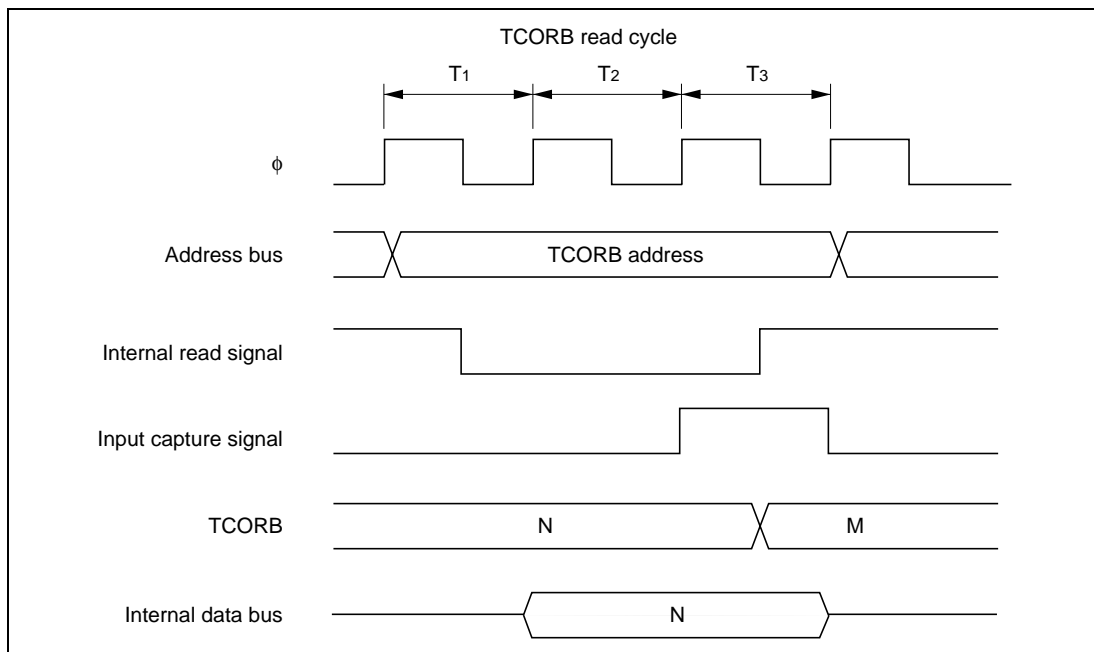 TCORB read cycle
T1 T2 T3
ϕ
Address bus TCORB address
Internal read signal
Input capture signal
TCORB N M
Internal data bus N